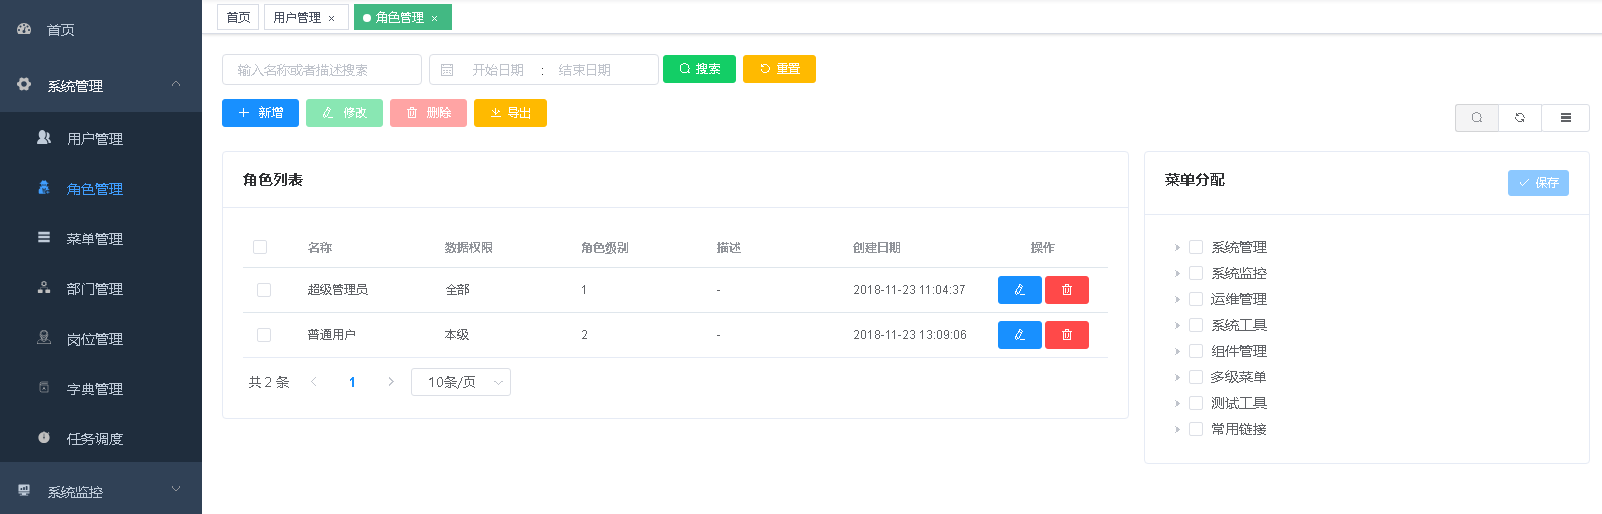 首页
系统管理
用户管理
角色管理
菜单管理
部门管理
岗位管理
字典管理
任务调度
系统监控
首页 用户管理 × 角色管理 ×
输入名称或者描述搜索 开始日期 : 结束日期 搜索 重置
新增 修改 删除 导出
角色列表
名称 数据权限 角色级别 描述 创建日期 操作
超级管理员 全部 1 - 2018-11-23 11:04:37
普通用户 本级 2 - 2018-11-23 13:09:06
共 2 条 1 10条/页
菜单分配 保存
系统管理
系统监控
运维管理
系统工具
组件管理
多级菜单
测试工具
常用链接